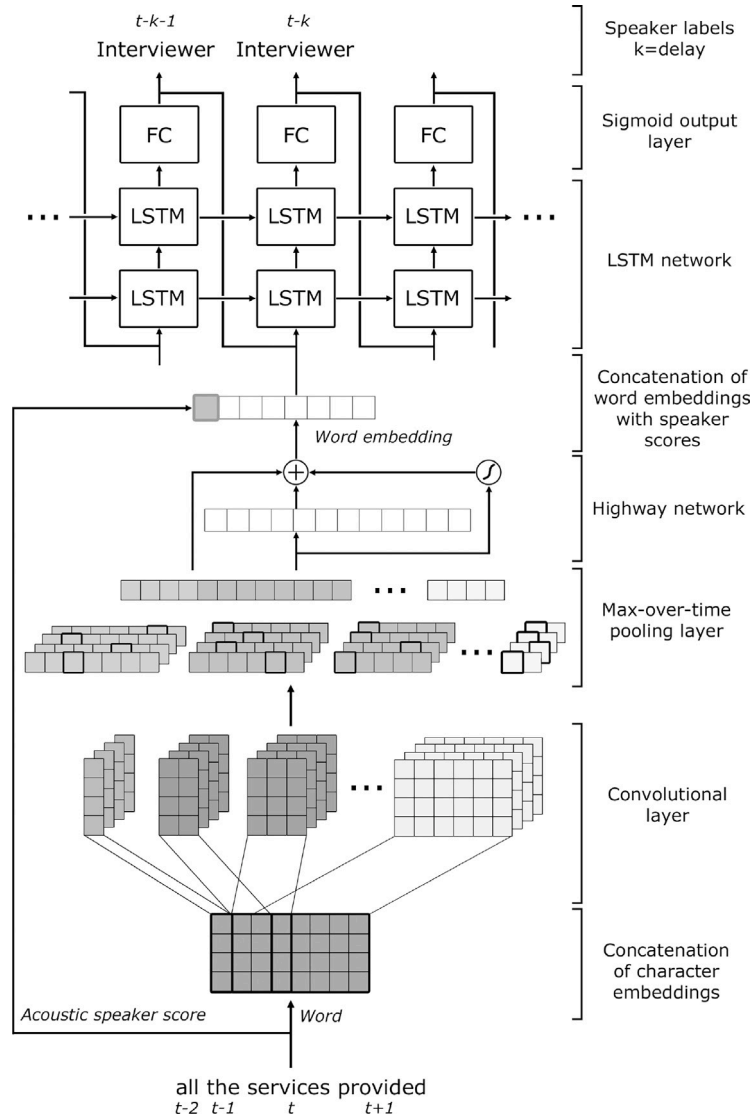 t-k-1 t-k
Interviewer Interviewer
Speaker labels
k=delay
FC FC FC
Sigmoid output
layer
... LSTM LSTM LSTM ...
LSTM LSTM LSTM
LSTM network
Concatenation of
word embeddings
with speaker
scores
Word embedding
+
Highway network
...
Max-over-time
pooling layer
...
...
Convolutional
layer
Concatenation
of character
embeddings
Acoustic speaker score Word
all the services provided
t-2 t-1 t t+1